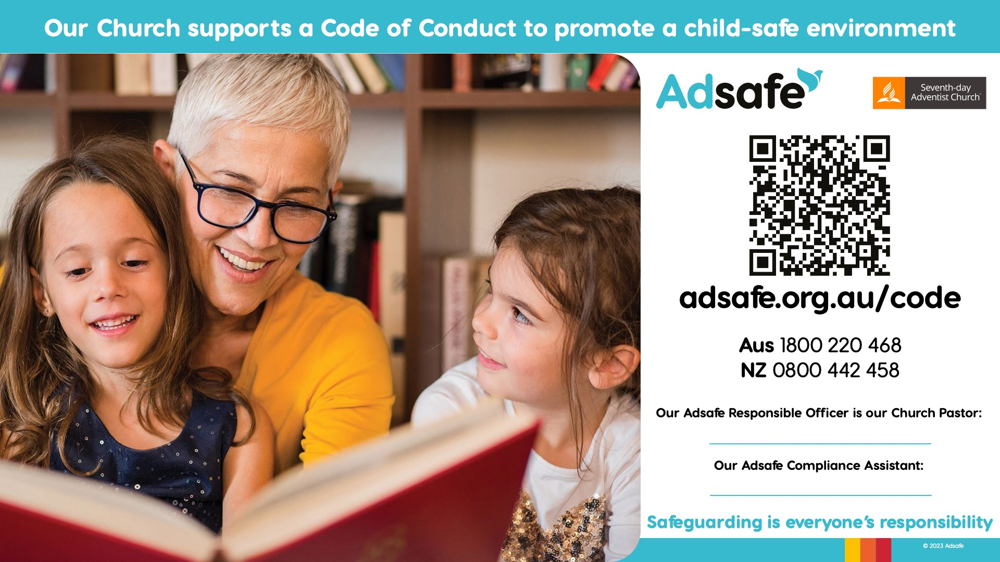 Our Church supports a Code of Conduct to promote a child-safe environment
Adsafe
Seventh-day
Adventist Church™
adsafe.org.au/code
Aus 1800 220 468
NZ 0800 442 458
Our Adsafe Responsible Officer is our Church Pastor:
Our Adsafe Compliance Assistant:
Safeguarding is everyone's responsibility
© 2023 Adsafe